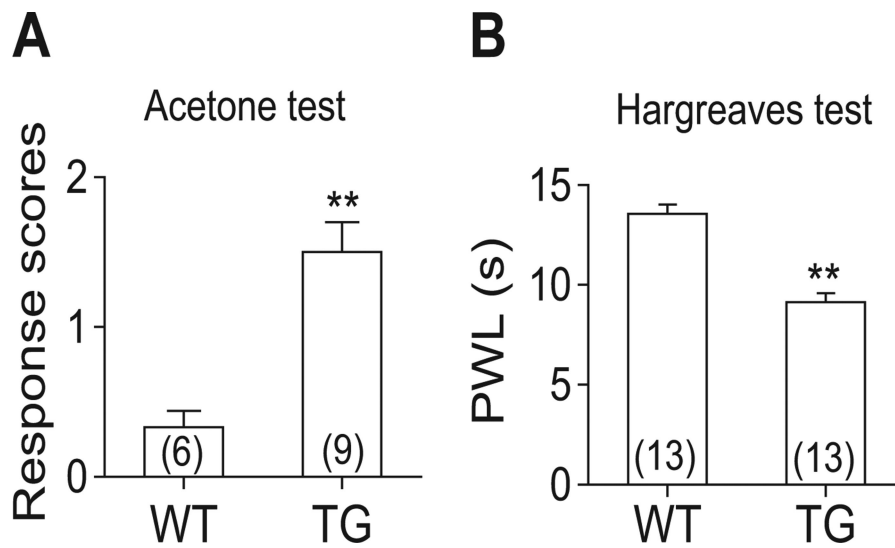 A
Acetone test
Response scores
2
1
0
**
(6)
(9)
WT
TG
B
Hargreaves test
PWL (s)
15
10
5
0
**
(13)
(13)
WT
TG